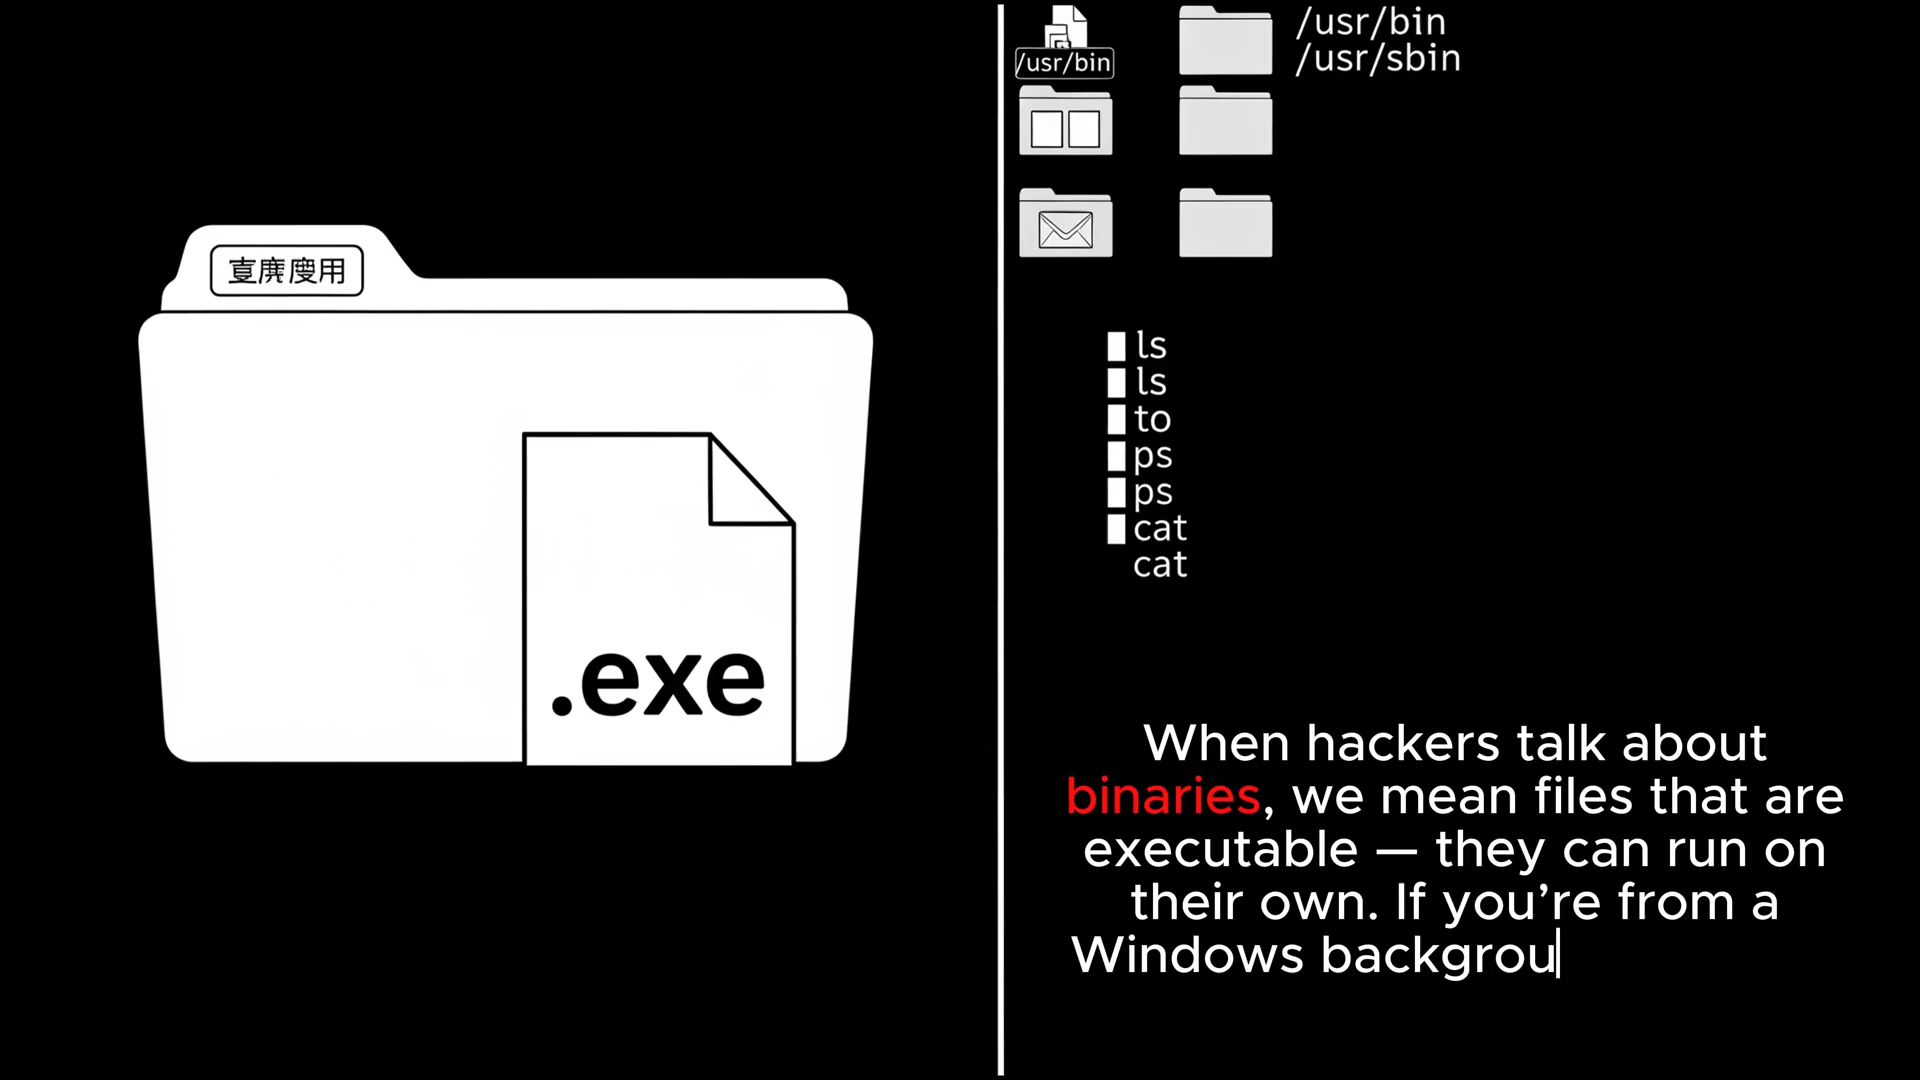 .exe
/usr/bin
/usr/bin
/usr/sbin
ls
ls
to
ps
ps
cat
cat
When hackers talk about
binaries, we mean files that are
executable — they can run on
their own. If you’re from a
Windows backgrou